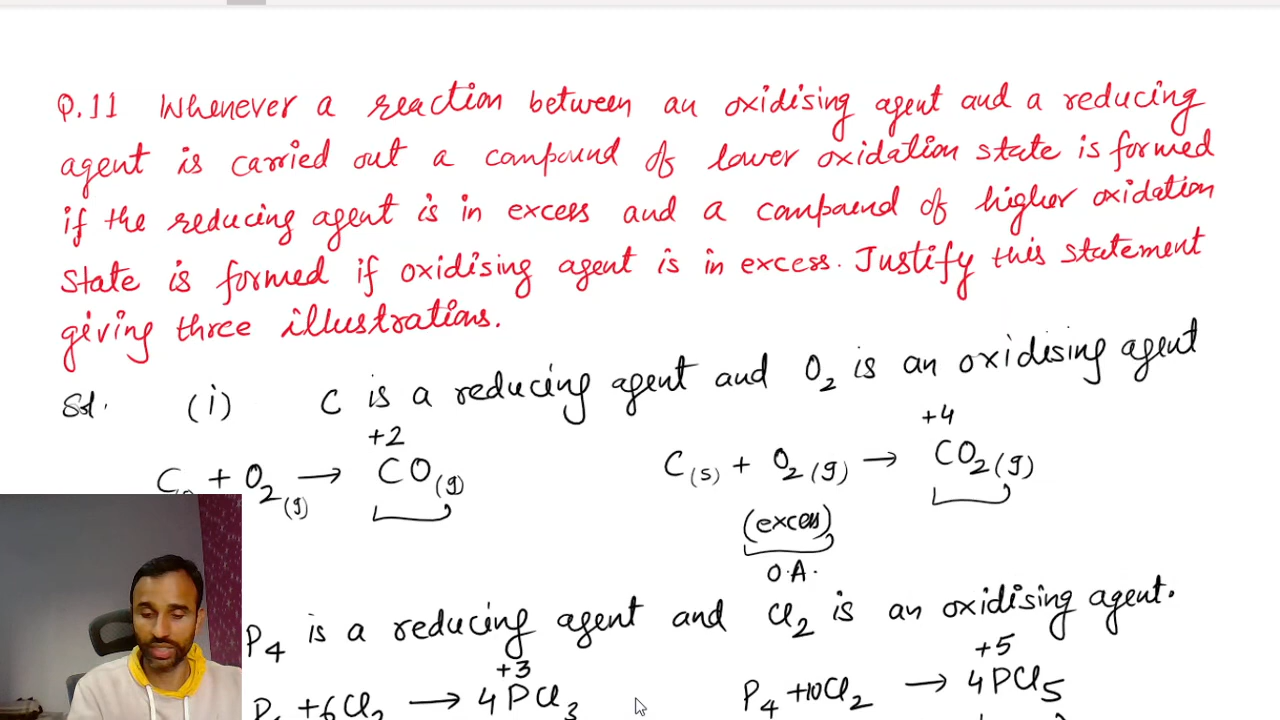 Q.11 Whenever a reaction between an oxidising agent and a reducing
agent is carried out a compound of lower oxidation state is formed
if the reducing agent is in excess and a compound of higher oxidation
state is formed if oxidising agent is in excess. Justify this statement
giving three illustrations.
Sol. (i) C is a reducing agent and O2 is an oxidising agent
+2 +4
+ O2(g) → CO(g) C(s) + O2(g) → CO2(g)
(excess)
O.A.
P4 is a reducing agent and Cl2 is an oxidising agent.
+3 +5
+6Cl2 → 4PCl3 P4 +10Cl2 → 4PCl5